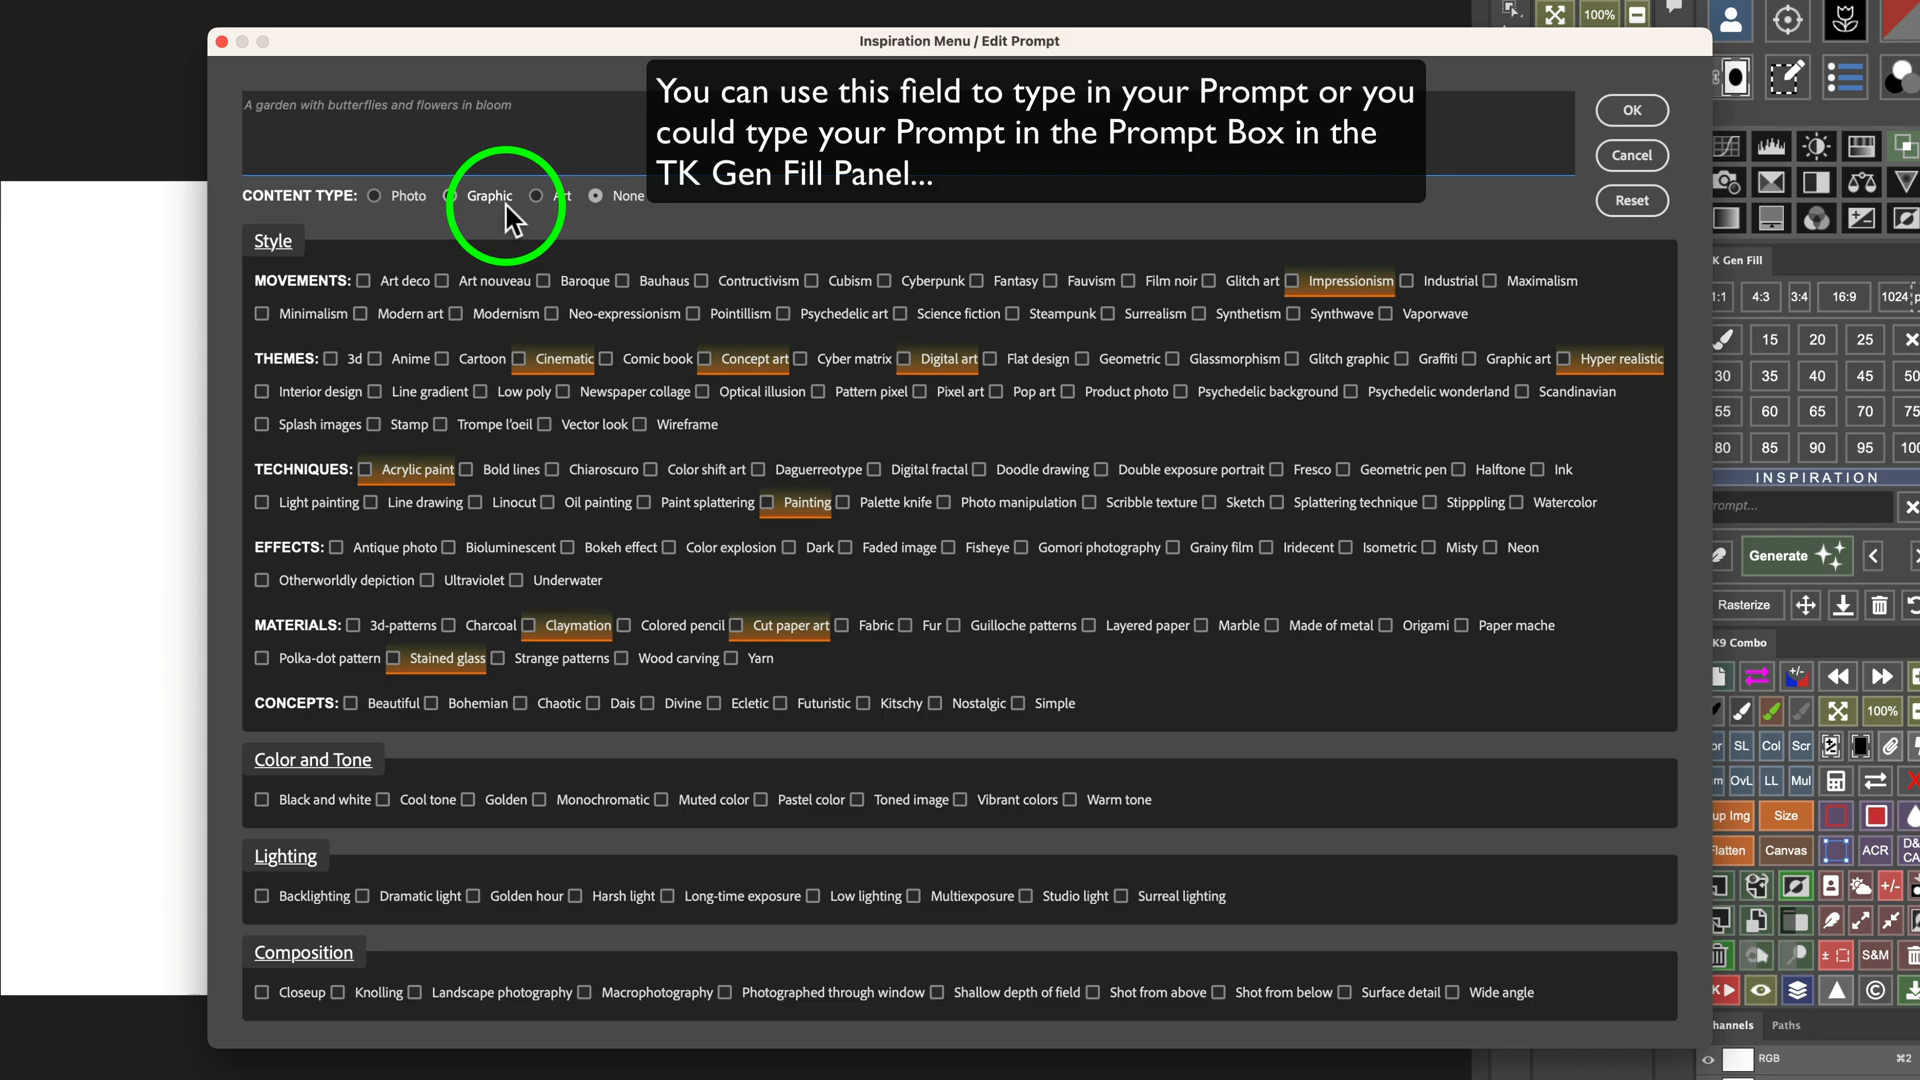 100%
Inspiration Menu / Edit Prompt
A garden with butterflies and flowers in bloom
You can use this field to type in your Prompt or you
could type your Prompt in the Prompt Box in the
TK Gen Fill Panel...
OK
Cancel
Reset
CONTENT TYPE: Photo Graphic Art None
Style
MOVEMENTS: Art deco Art nouveau Baroque Bauhaus Contructivism Cubism Cyberpunk Fantasy Fauvism Film noir Glitch art Impressionism Industrial Maximalism
Minimalism Modern art Modernism Neo-expressionism Pointillism Psychedelic art Science fiction Steampunk Surrealism Synthetism Synthwave Vaporwave
THEMES: 3d Anime Cartoon Cinematic Comic book Concept art Cyber matrix Digital art Flat design Geometric Glassmorphism Glitch graphic Graffiti Graphic art Hyper realistic
Interior design Line gradient Low poly Newspaper collage Optical illusion Pattern pixel Pixel art Pop art Product photo Psychedelic background Psychedelic wonderland Scandinavian
Splash images Stamp Trompe l'oeil Vector look Wireframe
TECHNIQUES: Acrylic paint Bold lines Chiaroscuro Color shift art Daguerreotype Digital fractal Doodle drawing Double exposure portrait Fresco Geometric pen Halftone Ink
Light painting Line drawing Linocut Oil painting Paint splattering Painting Palette knife Photo manipulation Scribble texture Sketch Splattering technique Stipppling Watercolor
EFFECTS: Antique photo Bioluminescent Bokeh effect Color explosion Dark Faded image Fisheye Gomori photography Grainy film Iridecent Isometric Misty Neon
Otherworldly depiction Ultraviolet Underwater
MATERIALS: 3d-patterns Charcoal Claymation Colored pencil Cut paper art Fabric Fur Guilloche patterns Layered paper Marble Made of metal Origami Paper mache
Polka-dot pattern Stained glass Strange patterns Wood carving Yarn
CONCEPTS: Beautiful Bohemian Chaotic Dais Divine Ecletic Futuristic Kitschy Nostalgic Simple
Color and Tone
Black and white Cool tone Golden Monochromatic Muted color Pastel color Toned image Vibrant colors Warm tone
Lighting
Backlighting Dramatic light Golden hour Harsh light Long-time exposure Low lighting Multiexposure Studio light Surreal lighting
Composition
Closeup Knolling Landscape photography Macrophotography Photographed through window Shallow depth of field Shot from above Shot from below Surface detail Wide angle
K Gen Fill
1:1 4:3 3:4 16:9 1024
15 20 25
30 35 40 45 50
55 60 65 70 75
80 85 90 95 100
INSPIRATION
rompt...
Generate
Rasterize
K9 Combo
100%
or SL Col Scr
m OvL LL Mul
up Img Size
Flatten Canvas ACR D&
CA
+/-
S&M
K
hannels Paths
RGB ⌘2